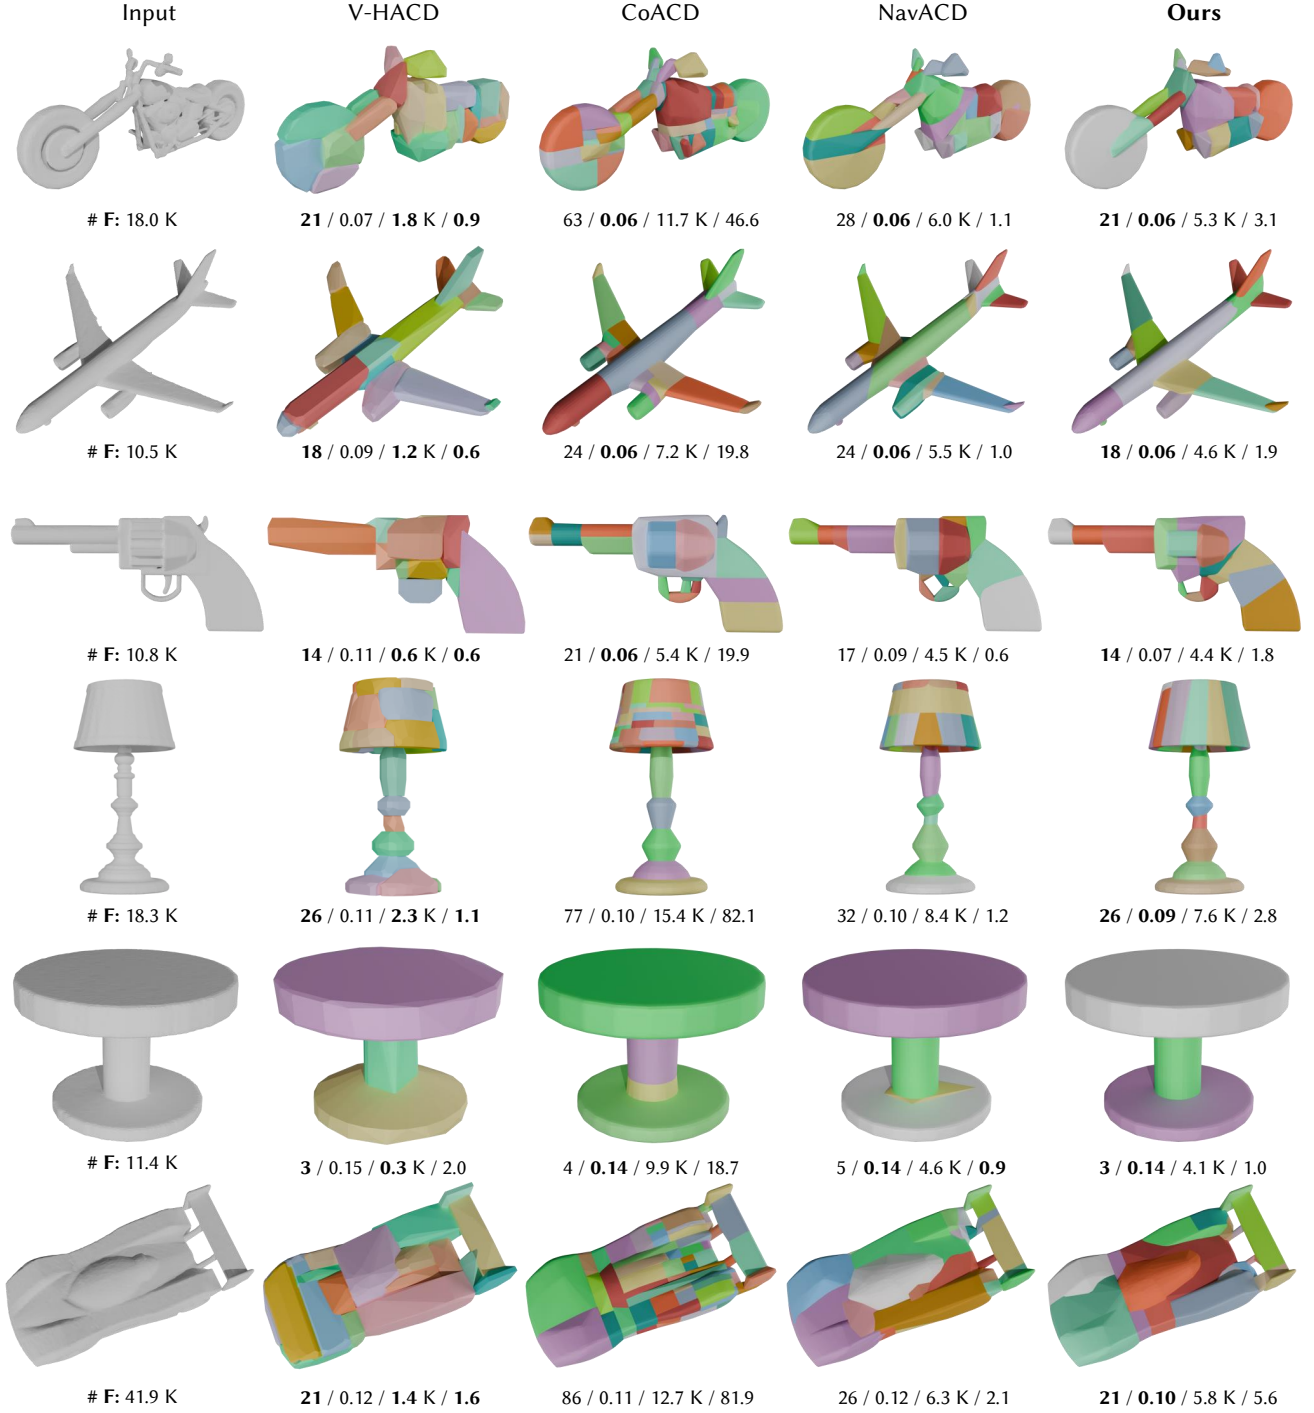 Input V-HACD CoACD NavACD Ours
# F: 18.0 K 21 / 0.07 / 1.8 K / 0.9 63 / 0.06 / 11.7 K / 46.6 28 / 0.06 / 6.0 K / 1.1 21 / 0.06 / 5.3 K / 3.1
# F: 10.5 K 18 / 0.09 / 1.2 K / 0.6 24 / 0.06 / 7.2 K / 19.8 24 / 0.06 / 5.5 K / 1.0 18 / 0.06 / 4.6 K / 1.9
# F: 10.8 K 14 / 0.11 / 0.6 K / 0.6 21 / 0.06 / 5.4 K / 19.9 17 / 0.09 / 4.5 K / 0.6 14 / 0.07 / 4.4 K / 1.8
# F: 18.3 K 26 / 0.11 / 2.3 K / 1.1 77 / 0.10 / 15.4 K / 82.1 32 / 0.10 / 8.4 K / 1.2 26 / 0.09 / 7.6 K / 2.8
# F: 11.4 K 3 / 0.15 / 0.3 K / 2.0 4 / 0.14 / 9.9 K / 18.7 5 / 0.14 / 4.6 K / 0.9 3 / 0.14 / 4.1 K / 1.0
# F: 41.9 K 21 / 0.12 / 1.4 K / 1.6 86 / 0.11 / 12.7 K / 81.9 26 / 0.12 / 6.3 K / 2.1 21 / 0.10 / 5.8 K / 5.6